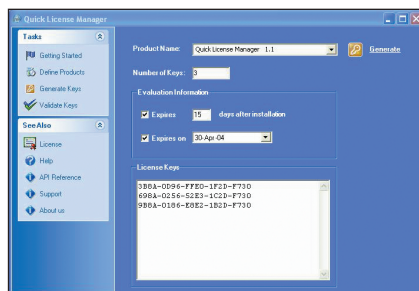 Quick License Manager
Tasks
Getting Started
Define Products
Generate Keys
Validate Keys
See Also
License
Help
API Reference
Support
About us
Product Name: Quick License Manager 1.1 Generate
Number of Keys: 3
Evaluation Information
Expires 15 days after installation
Expires on 30-Apr-04
License Keys
3B8A-0D96-FFE0-1F2D-F730
698A-0256-52E3-1C2D-F730
9B8A-0186-E8E2-1B2D-F730